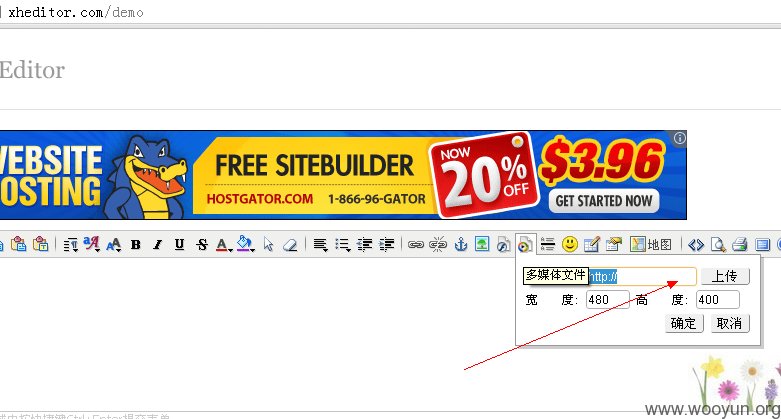 xheditor.com/demo
Editor
WEBSITE
HOSTING
FREE SITEBUILDER
HOSTGATOR.COM 1-866-96-GATOR
NOW
20% OFF
$3.96
GET STARTED NOW
B I U S A
地图
多媒体文件 http:// 上传
宽 度: 480 高 度: 400
确定 取消
www.wooyun.org